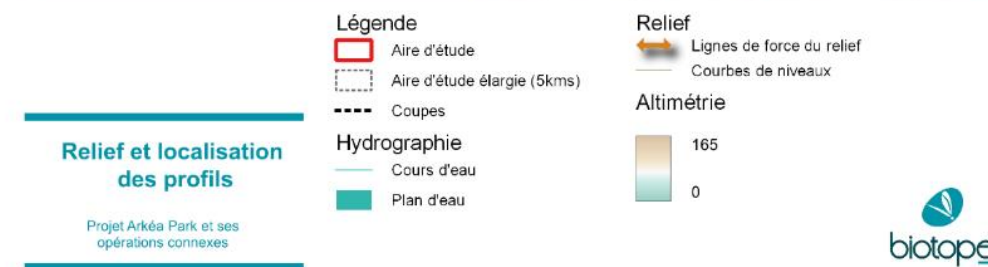 Relief et localisation
des profils
Projet Arkéa Park et ses
opérations connexes
Légende
Aire d'étude
Aire d'étude élargie (5kms)
Coupes
Hydrographie
Cours d'eau
Plan d'eau
Relief
Lignes de force du relief
Courbes de niveaux
Altimétrie
165
0
biotope